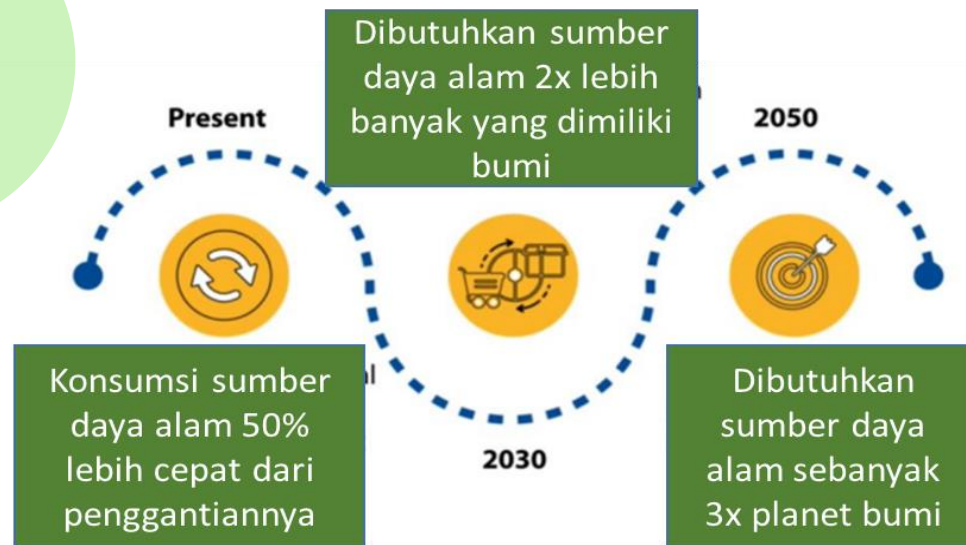 Present
Konsumsi sumber
daya alam 50%
lebih cepat dari
penggantiannya
Dibutuhkan sumber
daya alam 2x lebih
banyak yang dimiliki
bumi
2030
2050
Dibutuhkan
sumber daya
alam sebanyak
3x planet bumi